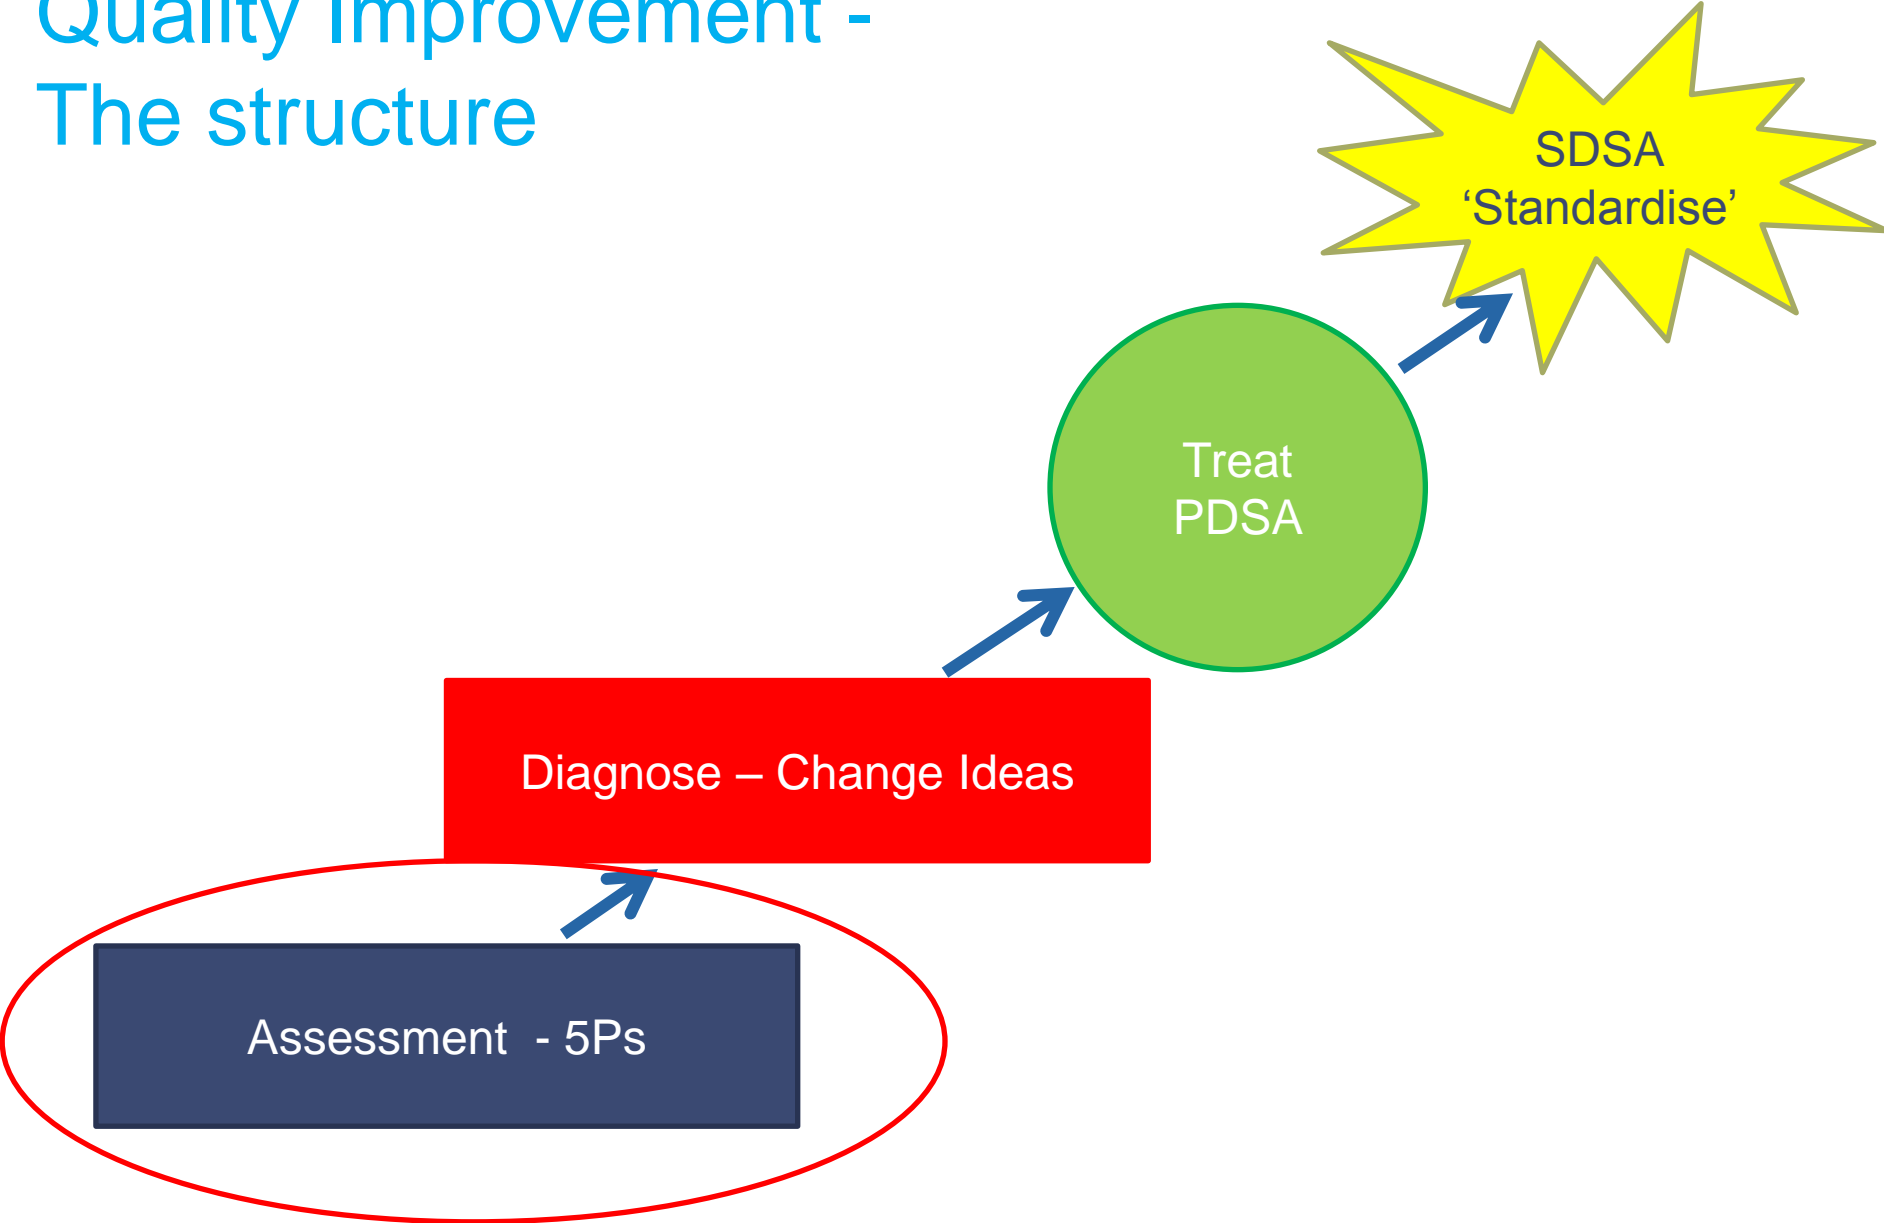 Quality Improvement -
The structure
SDSA
‘Standardise’
Treat
PDSA
Diagnose – Change Ideas
Assessment  - 5Ps